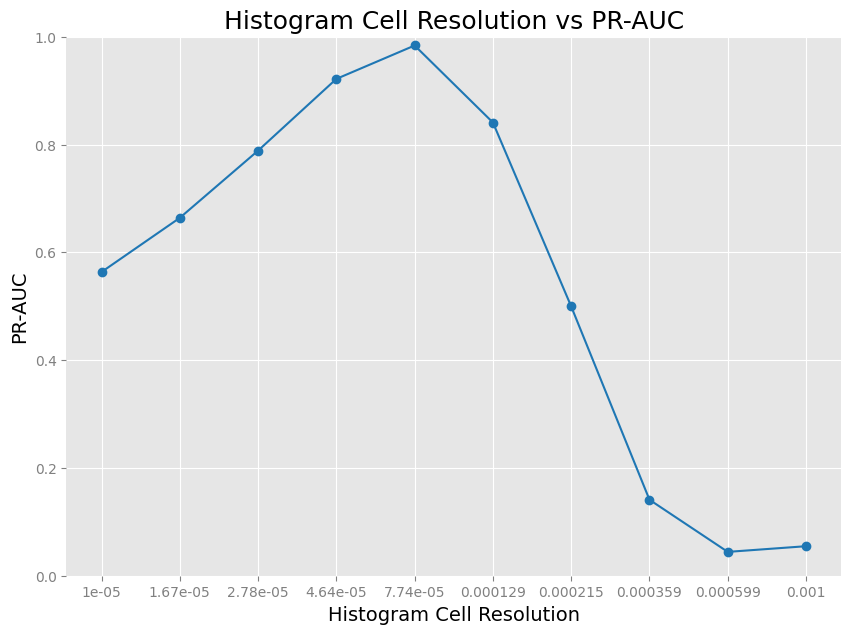 Histogram Cell Resolution vs PR-AUC
1.0
0.8
0.6
0.4
0.2
0.0
PR-AUC
1e-05 1.67e-05 2.78e-05 4.64e-05 7.74e-05 0.000129 0.000215 0.000359 0.000599 0.001
Histogram Cell Resolution